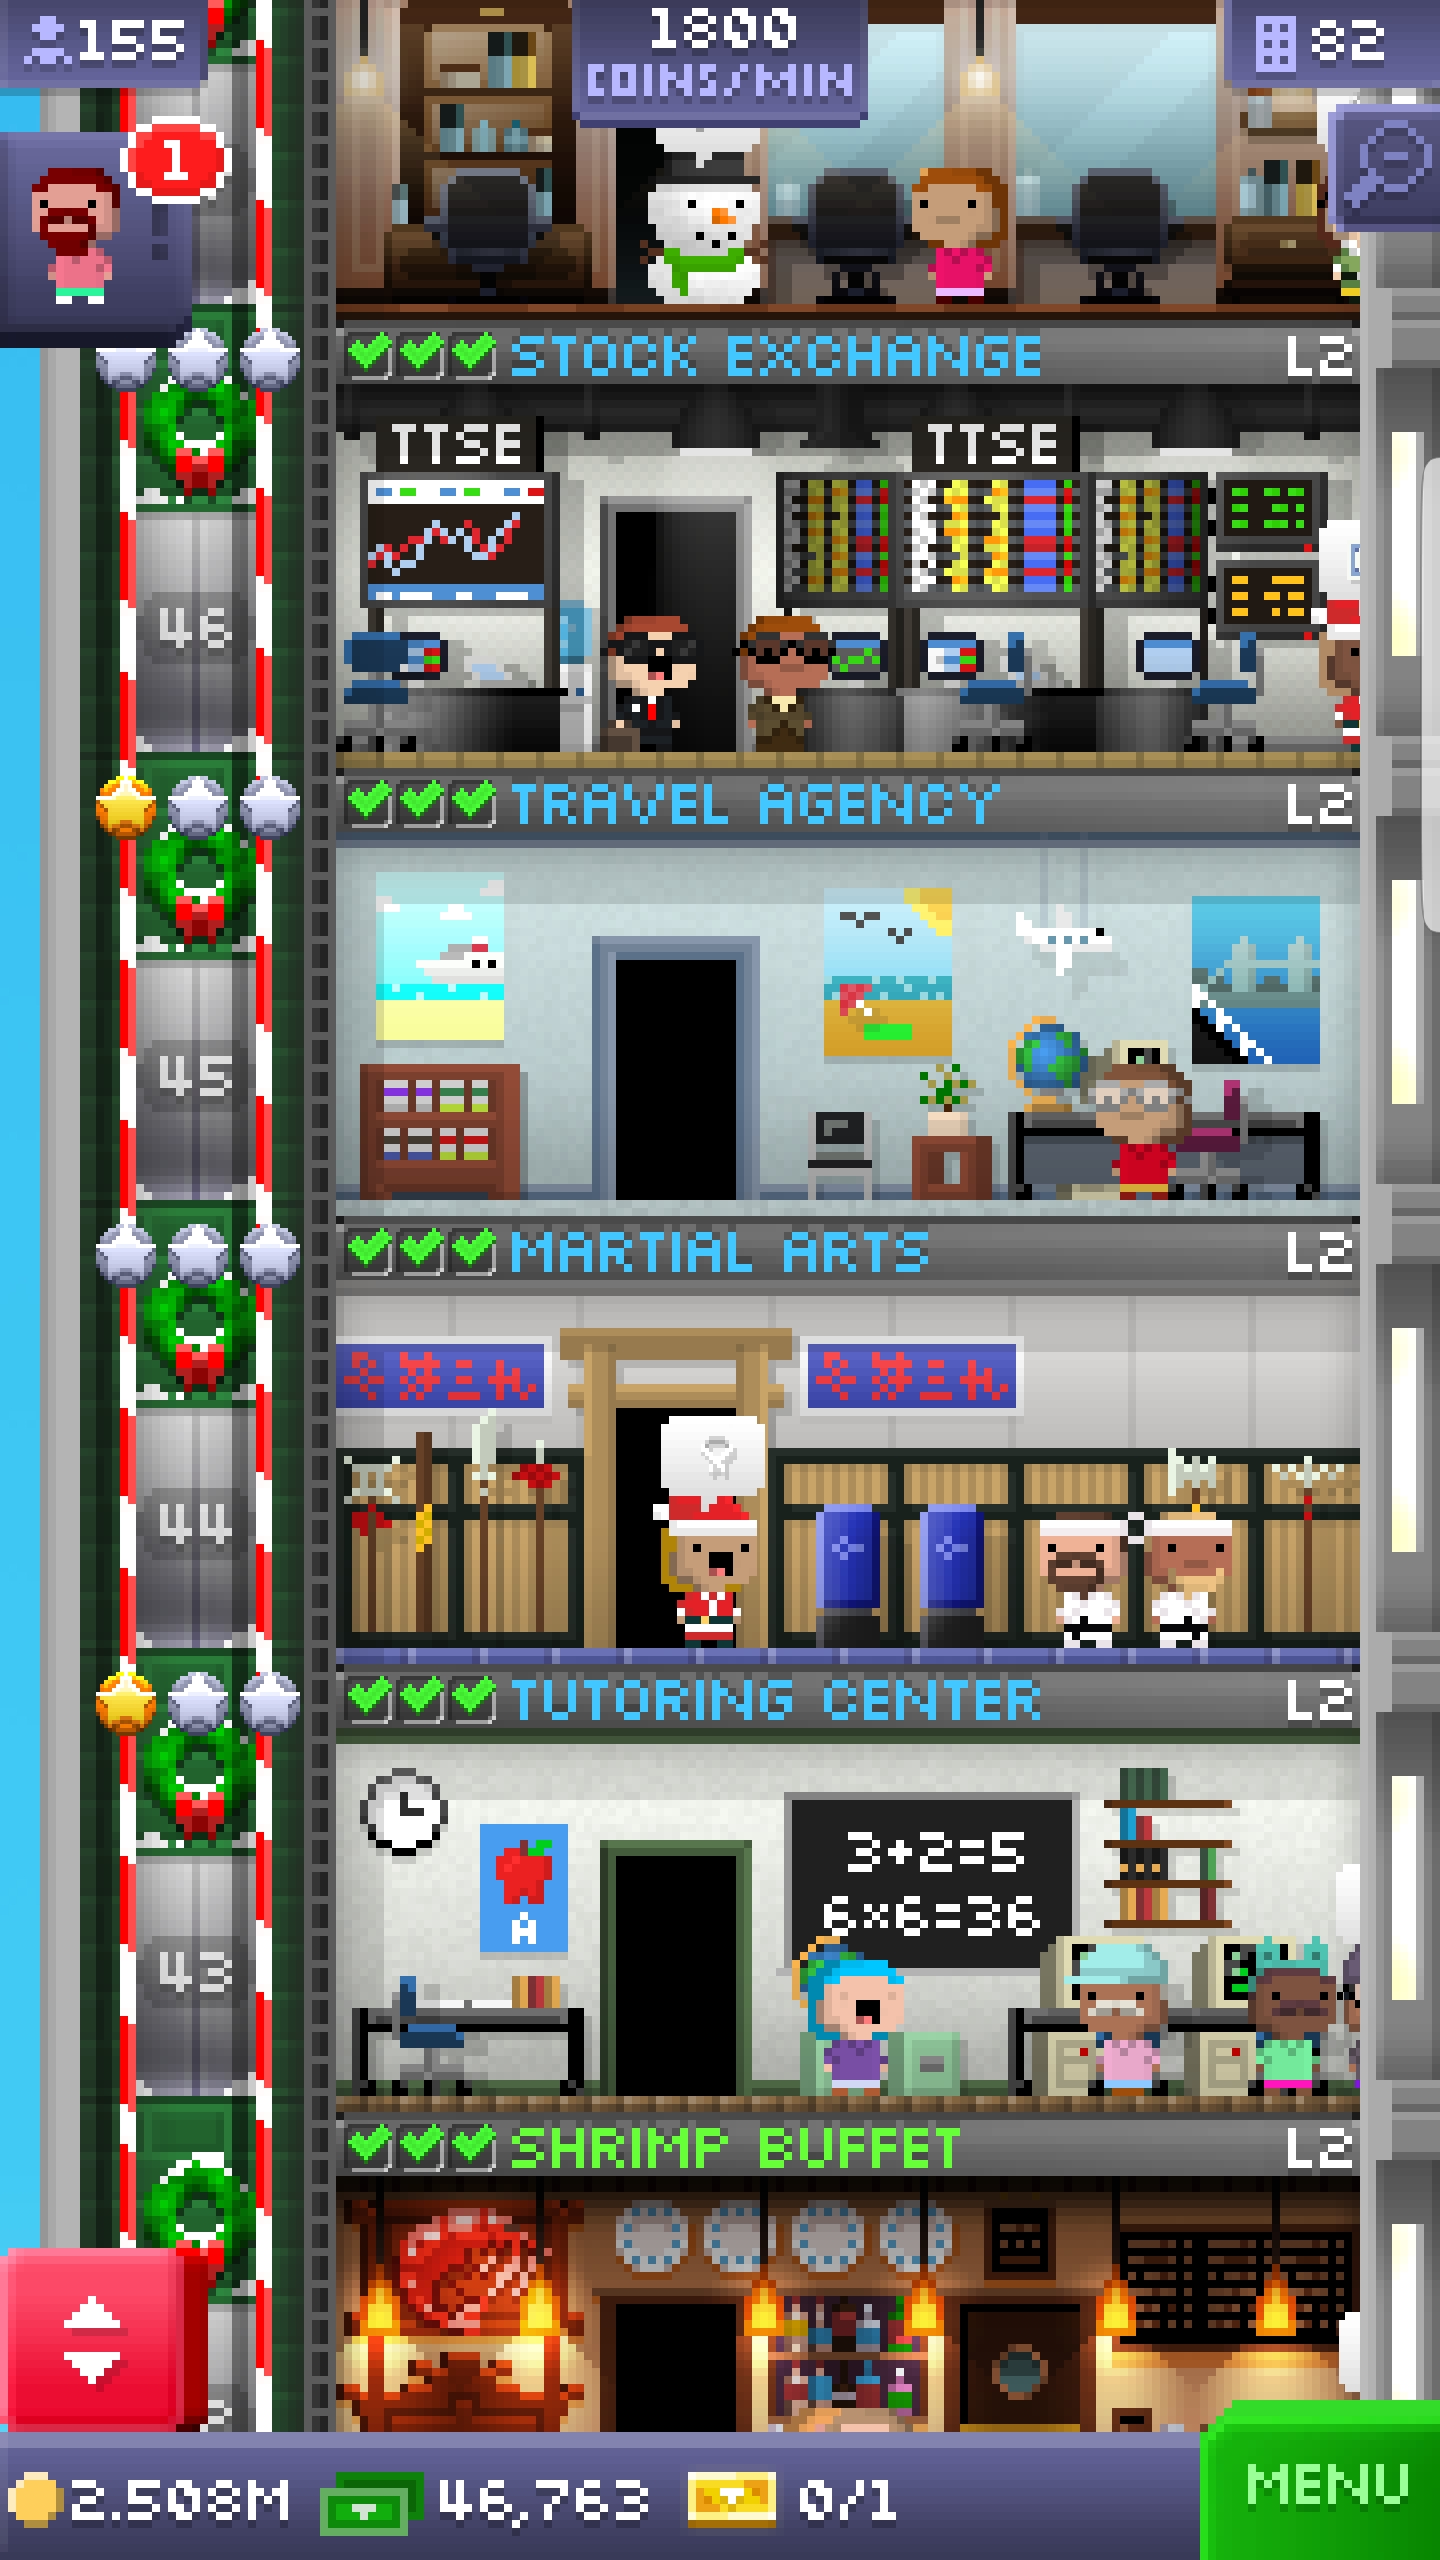 155
1800
COINS/MIN
82
1
STOCK EXCHANGE L2
TTSE
TTSE
46
TRAVEL AGENCY L2
45
MARTIAL ARTS L2
44
TUTORING CENTER L2
3+2=5
6×6=36
A
43
SHRIMP BUFFET L2
2.508M
46,763
0/1
MENU